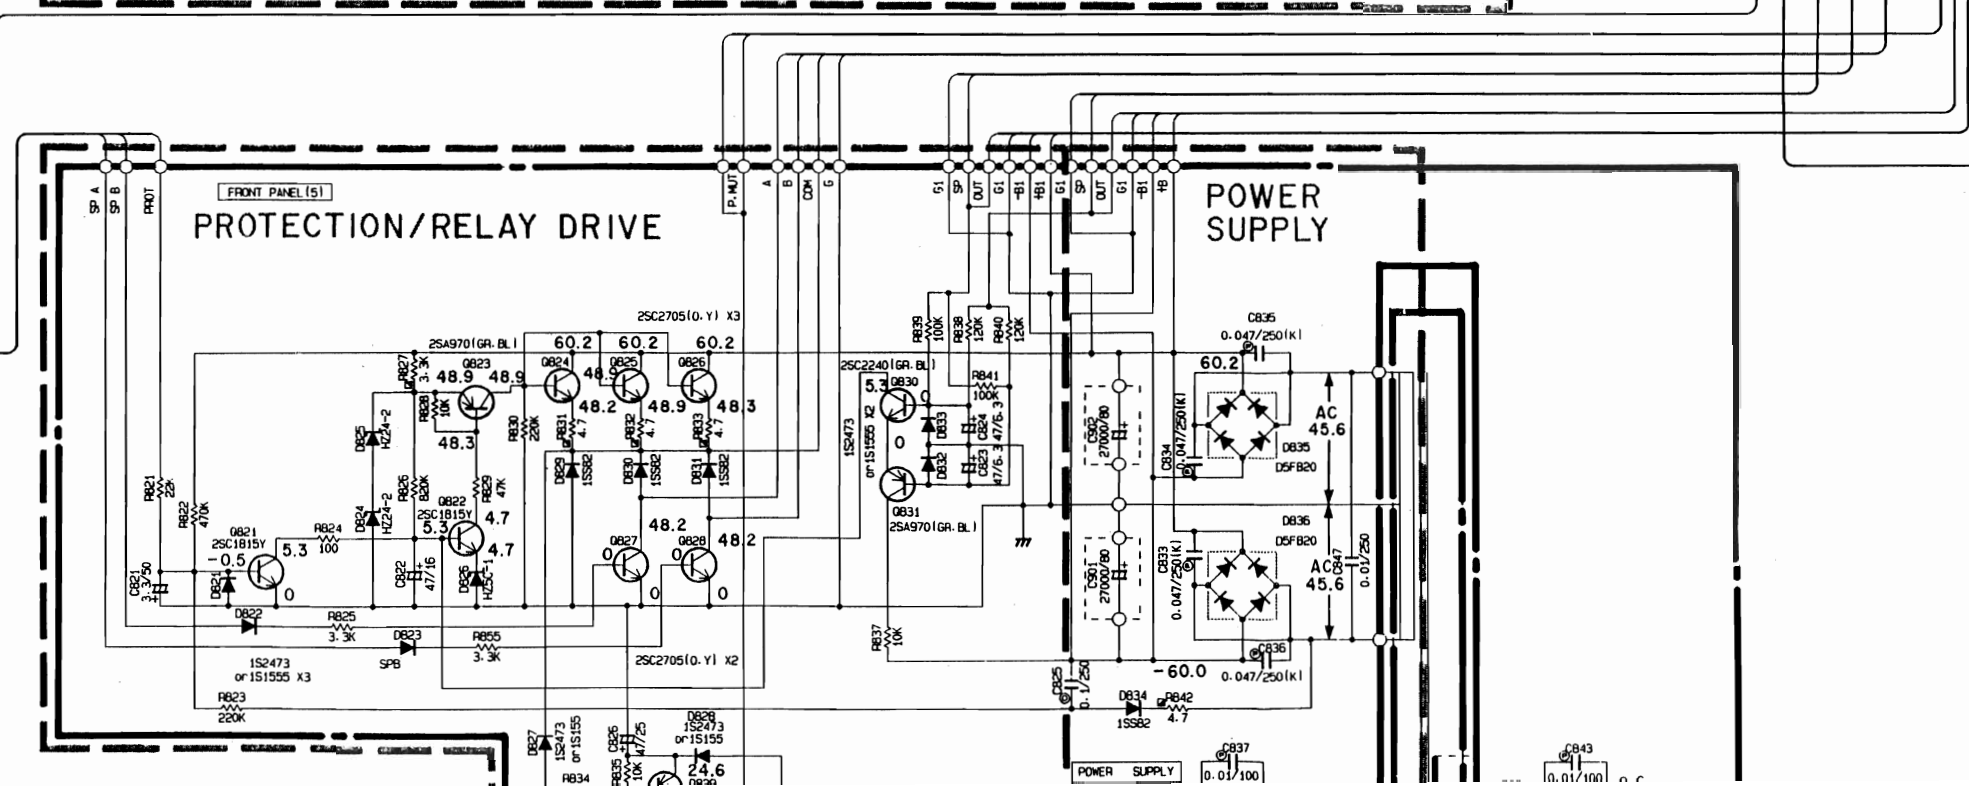 SP A
SP B
PROT
FRONT PANEL(5)
PROTECTION/RELAY DRIVE
P.MUT
A
B
COM
G
G1
SP
OUT
G1
-B1
+B1
G1
SP
OUT
G1
-B1
+B
POWER
SUPPLY
2SC2705(O.Y) X3
2SA970(GR.BL)
R827
3.3K
Q823
48.9
48.9
60.2
Q824
48.2
60.2
Q825
48.9
60.2
Q826
48.3
R828
10K
48.3
R830
220K
R831
4.7
R832
4.7
R833
4.7
D825
HZ24-2
D824
HZ24-2
R826
820K
R829
47K
D829
1SS82
D830
1SS82
D831
1SS82
R821
22K
R822
470K
Q821
2SC1815Y
-0.5
5.3
0
R824
100
Q822
2SC1815Y
5.3
4.7
4.7
C821
3.3/50
D821
C822
47/16
D826
HZ5C-1
48.2
Q827
0
0
Q828
0
48.2
0
D822
R825
3.3K
D823
SPB
R855
3.3K
1S2473
or1S1555 X3
2SC2705(O.Y) X2
R823
220K
D827
1S2473
or1S155
R834
C826
47/25
R835
10K
D828
1S2473
or1S155
24.6
R839
100K
R838
120K
R840
120K
2SC2240(GR.BL)
5.3
Q830
0
R841
100K
1S2473
or1S1555 X2
0
D833
C824
47/6.3
D832
C823
47/6.3
Q831
2SA970(GR.BL)
R837
10K
C902
27000/80
C901
27000/80
C835
0.047/250(K)
60.2
C834
0.047/250(K)
D835
D5FB20
AC
45.6
D836
D5FB20
C833
0.047/250(K)
AC
45.6
C847
0.01/250
C836
0.047/250(K)
-60.0
C825
0.1/250
D834
1SS82
R842
4.7
POWER SUPPLY
C837
0.01/100
C843
0.01/100